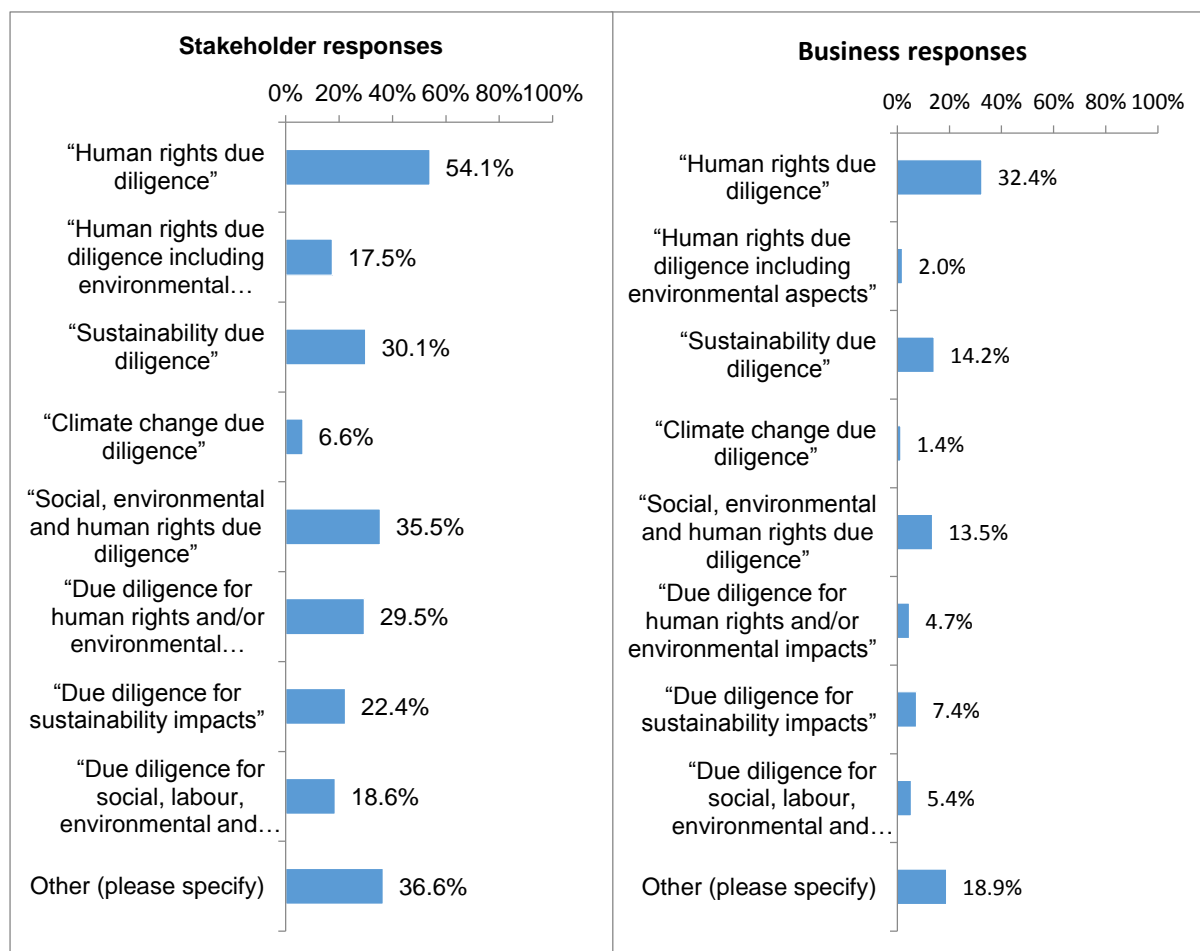 Stakeholder responses
0% 20% 40% 60% 80% 100%
“Human rights due
diligence”
54.1%
“Human rights due
diligence including
environmental…
17.5%
“Sustainability due
diligence”
30.1%
“Climate change due
diligence”
6.6%
“Social, environmental
and human rights due
diligence”
35.5%
“Due diligence for
human rights and/or
environmental…
29.5%
“Due diligence for
sustainability impacts”
22.4%
“Due diligence for
social, labour,
environmental and…
18.6%
Other (please specify)
36.6%
Business responses
0% 20% 40% 60% 80% 100%
“Human rights due
diligence”
32.4%
“Human rights due
diligence including
environmental aspects”
2.0%
“Sustainability due
diligence”
14.2%
“Climate change due
diligence”
1.4%
“Social, environmental
and human rights due
diligence”
13.5%
“Due diligence for
human rights and/or
environmental impacts”
4.7%
“Due diligence for
sustainability impacts”
7.4%
“Due diligence for
social, labour,
environmental and…
5.4%
Other (please specify)
18.9%